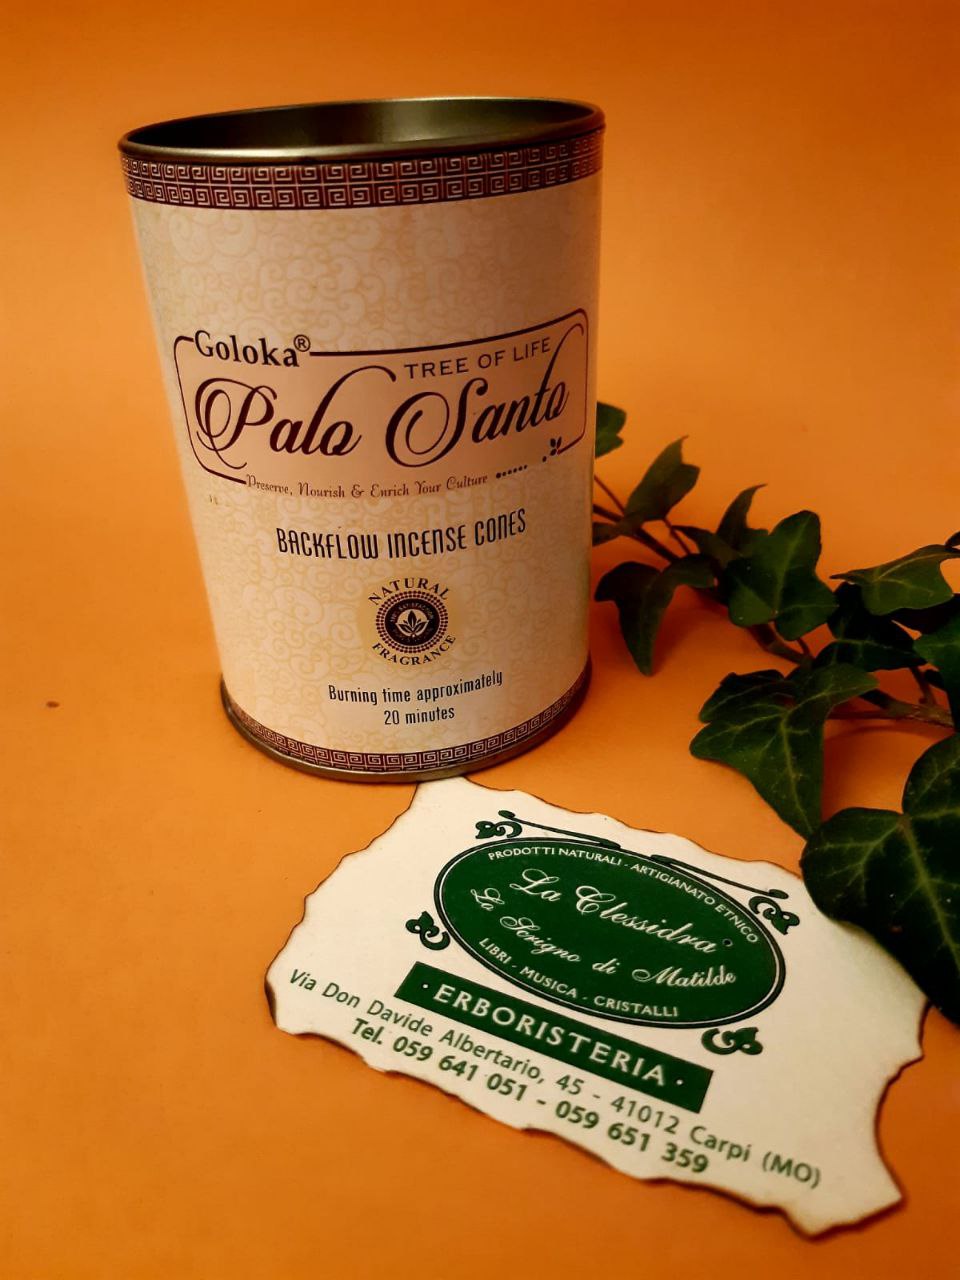 Goloka®
TREE OF LIFE
Palo Santo
Preserve, Nourish & Enrich Your Culture
BACKFLOW INCENSE CONES
NATURAL
FRAGRANCE
Burning time approximately
20 minutes
PRODOTTI NATURALI - ARTIGIANATO ETNICO
La Clessidra
Lo Scrigno di Matilde
LIBRI - MUSICA - CRISTALLI
· ERBORISTERIA ·
Via Don Davide Albertario, 45 - 41012 Carpi (MO)
Tel. 059 641 051 - 059 651 359